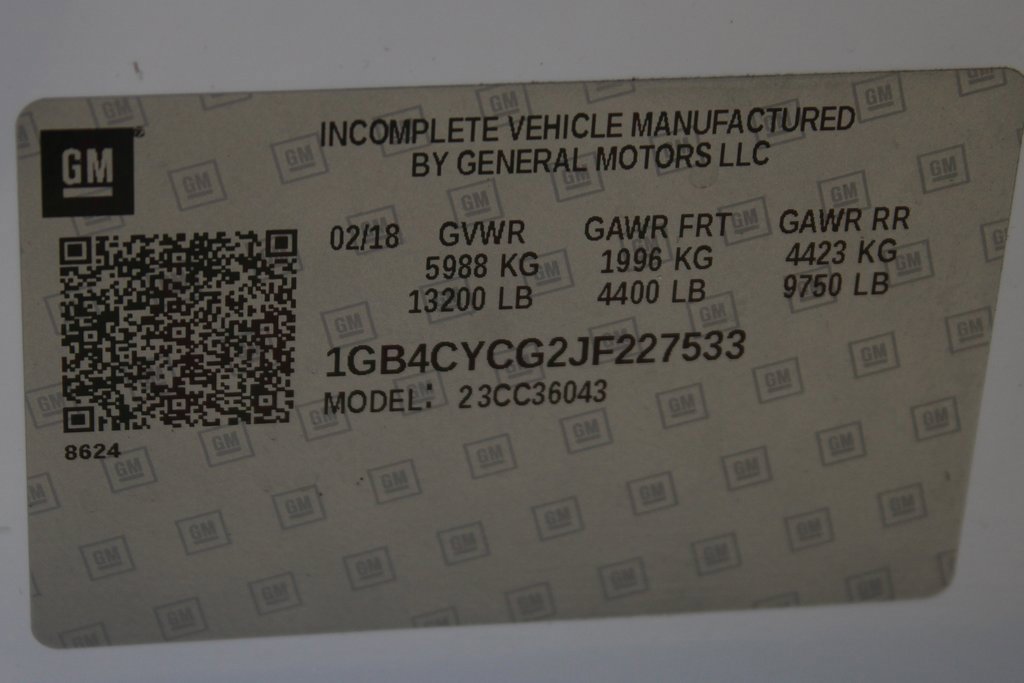 GM
INCOMPLETE VEHICLE MANUFACTURED
BY GENERAL MOTORS LLC
02/18 GVWR GAWR FRT GAWR RR
5988 KG 1996 KG 4423 KG
13200 LB 4400 LB 9750 LB
1GB4CYCG2JF227533
MODEL: 23CC36043
8624